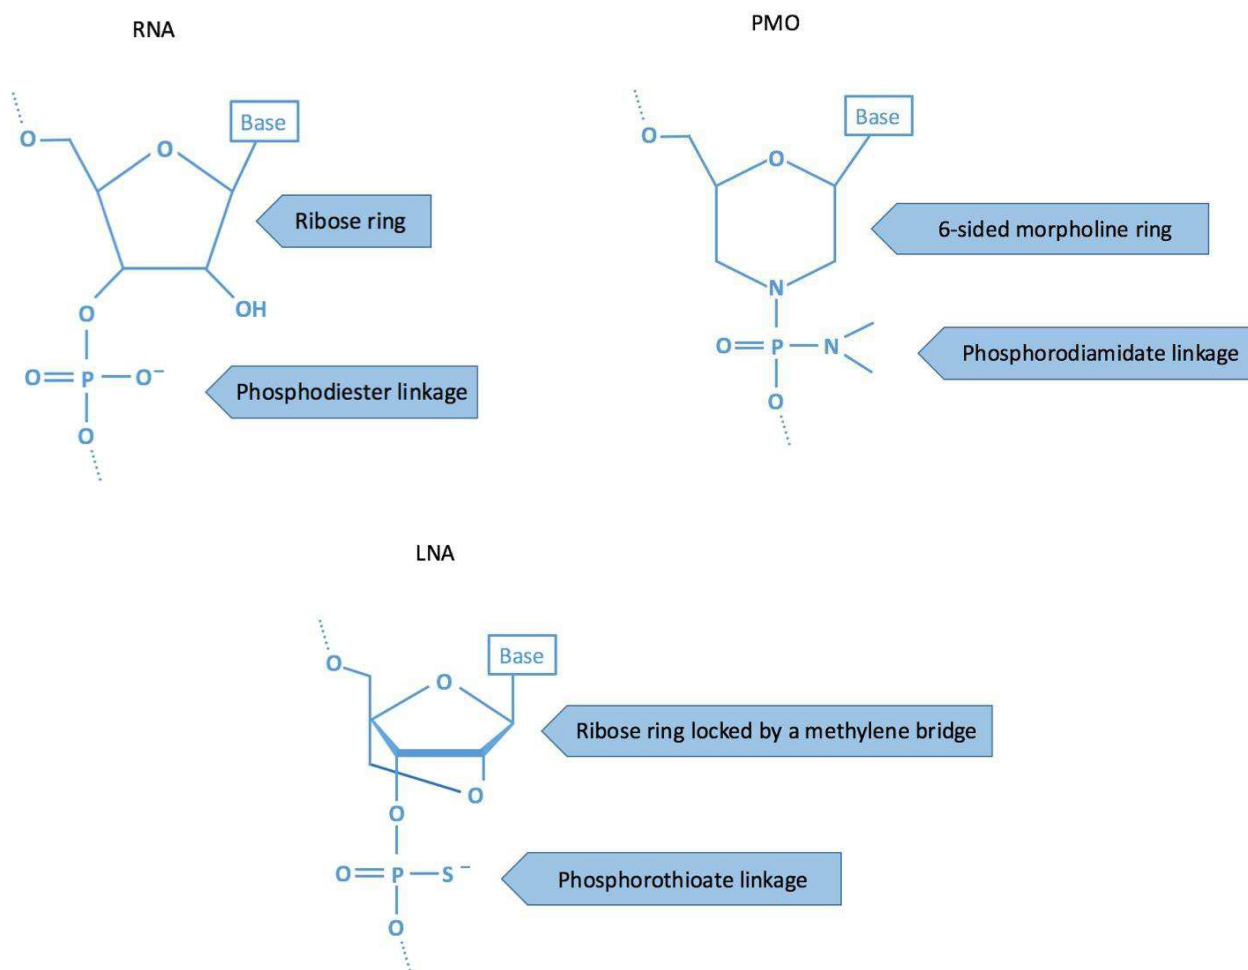 RNA
PMO
Base
O
O
Ribose ring
O
OH
O
P
O−
Phosphodiester linkage
O
Base
O
O
6-sided morpholine ring
N
O
P
N
Phosphorodiamidate linkage
O
LNA
Base
O
O
Ribose ring locked by a methylene bridge
O
O
O
P
S−
Phosphorothioate linkage
O